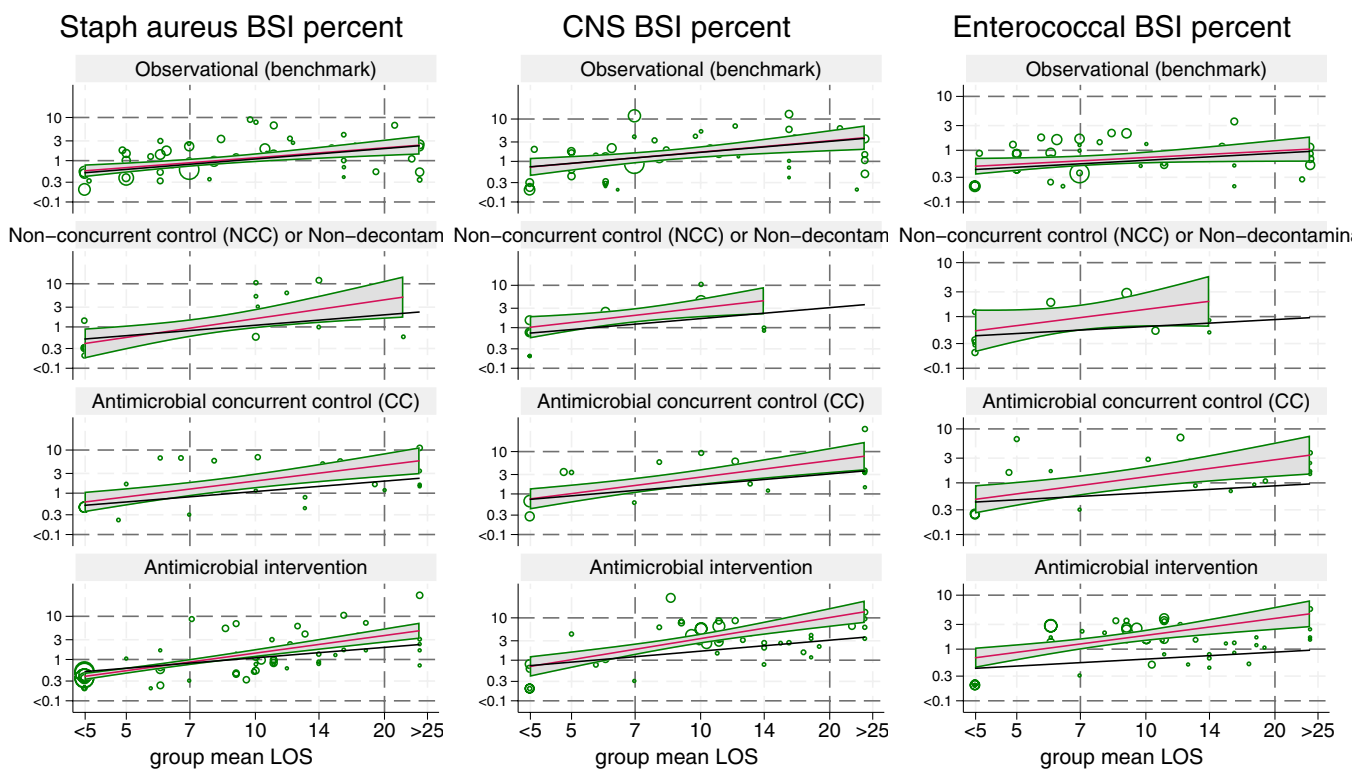 Staph aureus BSI percent CNS BSI percent Enterococcal BSI percent
Observational (benchmark) Observational (benchmark) Observational (benchmark)
10 10 10
3 3 3
1 1 1
0.3 0.3 0.3
<0.1 <0.1 <0.1
Non−concurrent control (NCC) or Non−decontam Non−concurrent control (NCC) or Non−decontam Non−concurrent control (NCC) or Non−decontamina
10 10 10
3 3 3
1 1 1
0.3 0.3 0.3
<0.1 <0.1 <0.1
Antimicrobial concurrent control (CC) Antimicrobial concurrent control (CC) Antimicrobial concurrent control (CC)
10 10 10
3 3 3
1 1 1
0.3 0.3 0.3
<0.1 <0.1 <0.1
Antimicrobial intervention Antimicrobial intervention Antimicrobial intervention
10 10 10
3 3 3
1 1 1
0.3 0.3 0.3
<0.1 <0.1 <0.1
<5 5 7 10 14 20 >25 <5 5 7 10 14 20 >25 <5 5 7 10 14 20 >25
group mean LOS group mean LOS group mean LOS